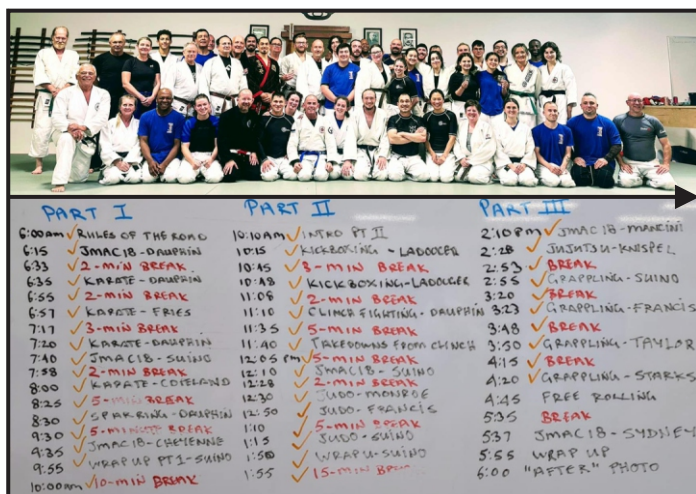 PART I
6:00am RULES OF THE ROAD
6:15 JMAC18-DAUPHIN
6:33 2-MIN BREAK
6:35 KARATE-DAUPHIN
6:55 2-MIN BREAK
6:57 KARATE-FRIES
7:17 3-MIN BREAK
7:20 KARATE-DAUPHIN
7:40 JMAC18-SUINO
7:58 2-MIN BREAK
8:00 KARATE-COPELAND
8:25 5-MIN BREAK
8:30 SPARRING-DAUPHIN
9:30 5-MINUTE BREAK
9:35 JMAC18-CHEYENNE
9:55 WRAP UP PT1-SUINO
10:00am 10-MIN BREAK
PART II
10:10am INTRO PT II
10:15 KICKBOXING-LADOUCER
10:45 3-MIN BREAK
10:48 KICKBOXING-LADOUCER
11:08 2-MIN BREAK
11:10 CLINCH FIGHTING-DAUPHIN
11:35 5-MIN BREAK
11:40 TAKEDOWNS FROM CLINCH
12:05 pm 5-MIN BREAK
12:10 JMAC18-SUINO
12:28 2-MIN BREAK
12:30 JUDO-MONROE
12:50 JUDO-FRANCIS
1:10 5-MIN BREAK
1:15 JUDO-SUINO
1:50 WRAP U-SUINO
1:55 15-MIN BREAK
PART III
2:10pm JMAC18-MANCINI
2:28 JUJUTSU-KNISPEL
2:53 BREAK
2:55 GRAPPLING-SUINO
3:20 BREAK
3:23 GRAPPLING-FRANCIS
3:48 BREAK
3:50 GRAPPLING-TAYLOR
4:15 BREAK
4:20 GRAPPLING-STARKS
4:45 FREE ROLLING
5:35 BREAK
5:37 JMAC18-SYDNEY
5:55 WRAP UP
6:00 "AFTER" PHOTO